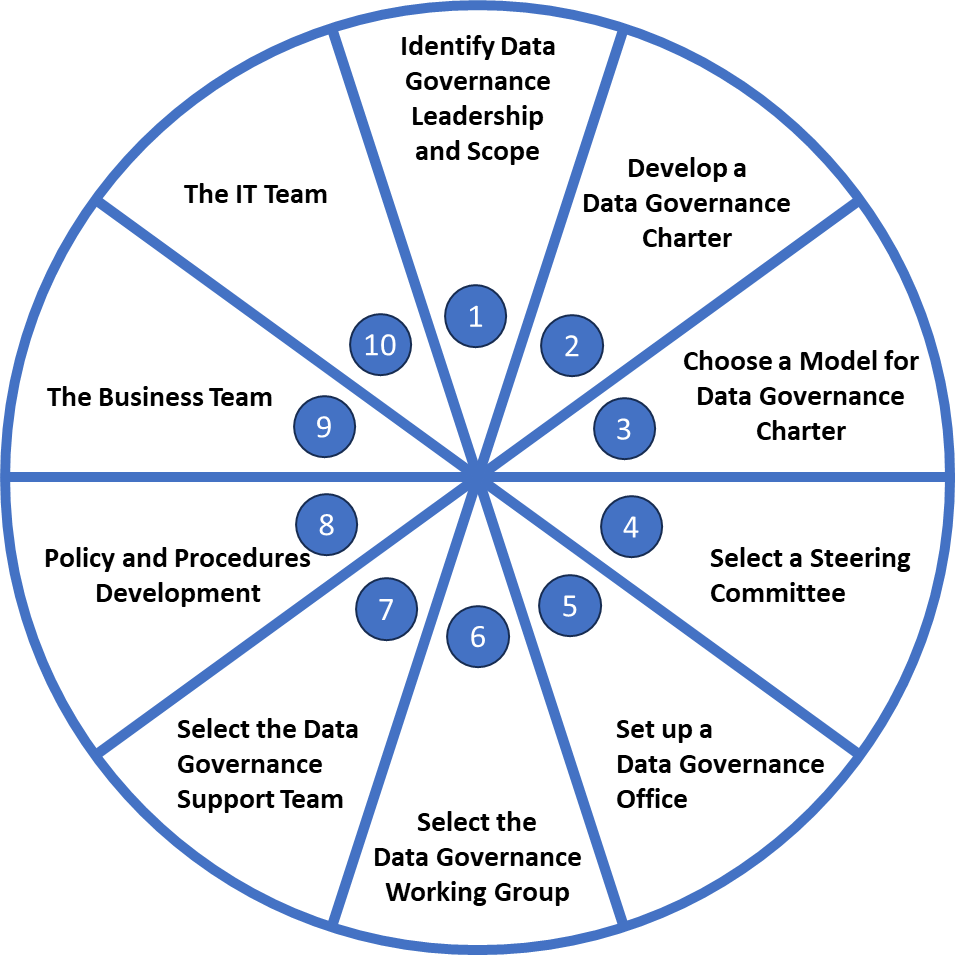 Identify Data
Governance
Leadership
and Scope
1
Develop a
Data Governance
Charter
2
Choose a Model for
Data Governance
Charter
3
4
Select a Steering
Committee
5
Set up a
Data Governance
Office
6
Select the
Data Governance
Working Group
7
Select the Data
Governance
Support Team
8
Policy and Procedures
Development
The Business Team
9
The IT Team
10